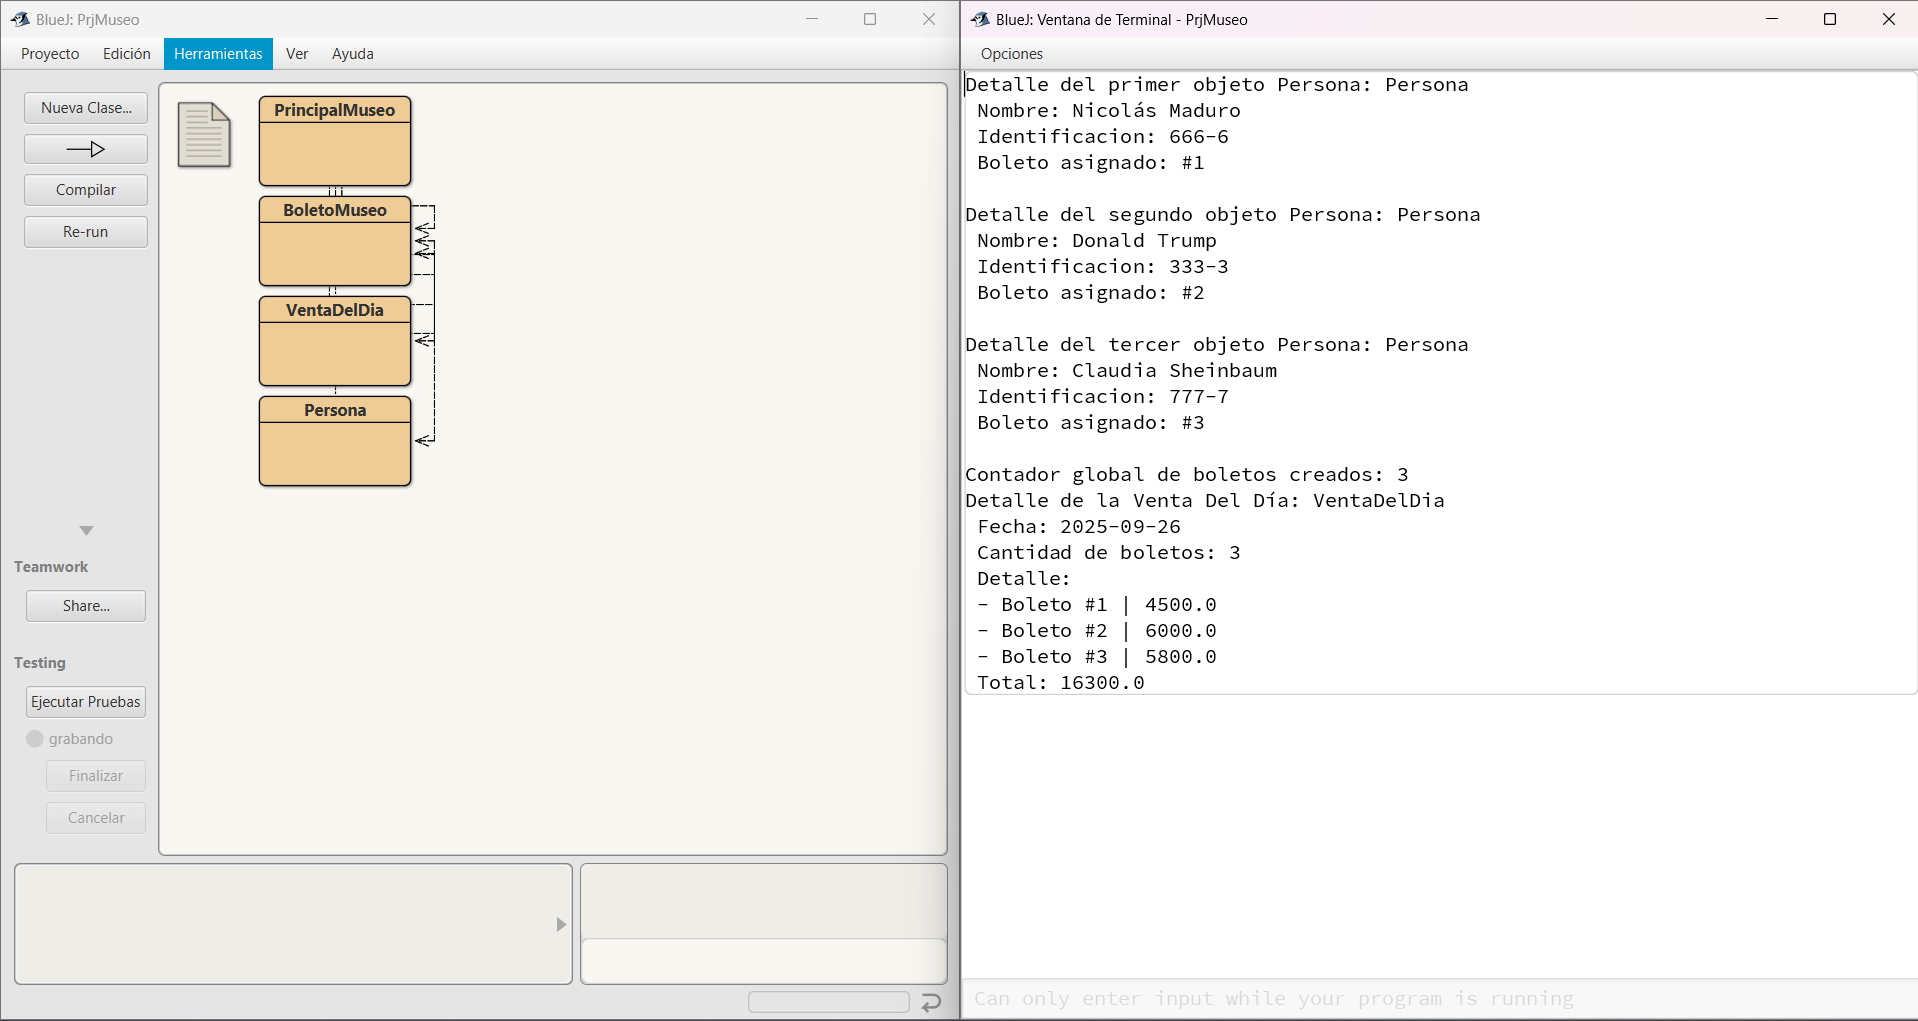 BlueJ: PrjMuseo
Proyecto Edición Herramientas Ver Ayuda
Nueva Clase...
Compilar
Re-run
Teamwork
Share...
Testing
Ejecutar Pruebas
grabando
Finalizar
Cancelar
PrincipalMuseo
BoletoMuseo
VentaDelDia
Persona
BlueJ: Ventana de Terminal - PrjMuseo
Opciones
Detalle del primer objeto Persona: Persona
Nombre: Nicolás Maduro
Identificacion: 666-6
Boleto asignado: #1
Detalle del segundo objeto Persona: Persona
Nombre: Donald Trump
Identificacion: 333-3
Boleto asignado: #2
Detalle del tercer objeto Persona: Persona
Nombre: Claudia Sheinbaum
Identificacion: 777-7
Boleto asignado: #3
Contador global de boletos creados: 3
Detalle de la Venta Del Día: VentaDelDia
Fecha: 2025-09-26
Cantidad de boletos: 3
Detalle:
- Boleto #1 | 4500.0
- Boleto #2 | 6000.0
- Boleto #3 | 5800.0
Total: 16300.0
Can only enter input while your program is running